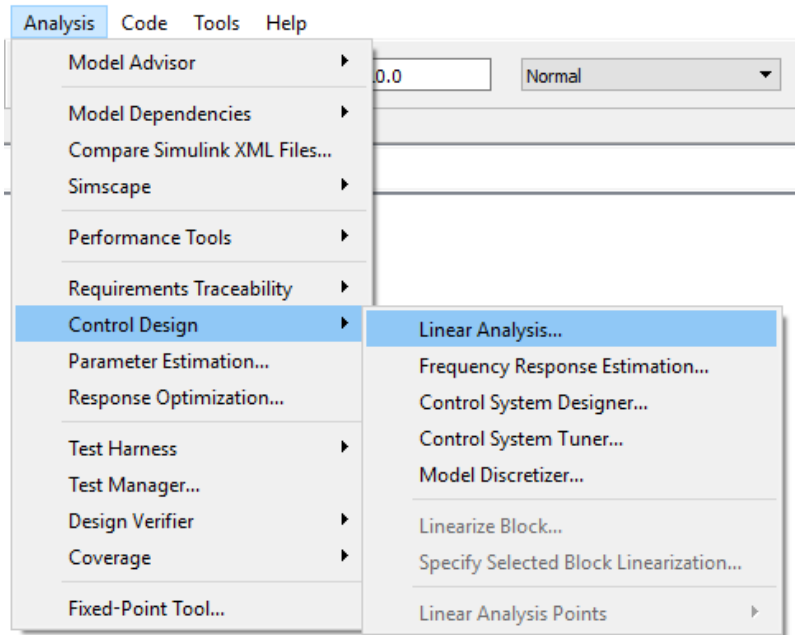 Analysis Code Tools Help
Model Advisor
0.0
Normal
Model Dependencies
Compare Simulink XML Files...
Simscape
Performance Tools
Requirements Traceability
Control Design
Parameter Estimation...
Response Optimization...
Test Harness
Test Manager...
Design Verifier
Coverage
Fixed-Point Tool...
Linear Analysis...
Frequency Response Estimation...
Control System Designer...
Control System Tuner...
Model Discretizer...
Linearize Block...
Specify Selected Block Linearization...
Linear Analysis Points